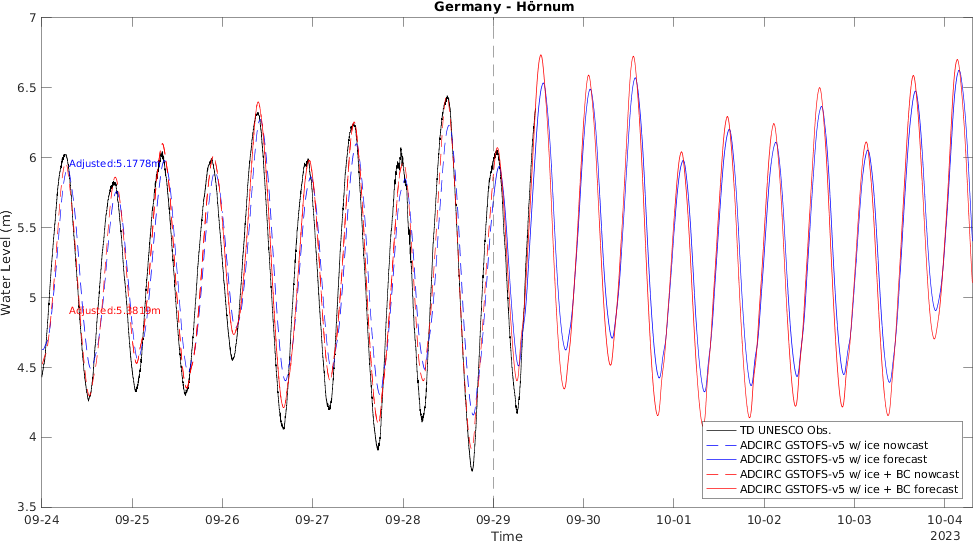 Germany - Hörnum
7
6.5
6
5.5
5
4.5
4
3.5
Water Level (m)
Adjusted:5.1778m
Adjusted:5.3819m
TD UNESCO Obs.
ADCIRC GSTOFS-v5 w/ ice nowcast
ADCIRC GSTOFS-v5 w/ ice forecast
ADCIRC GSTOFS-v5 w/ ice + BC nowcast
ADCIRC GSTOFS-v5 w/ ice + BC forecast
09-24 09-25 09-26 09-27 09-28 09-29 09-30 10-01 10-02 10-03 10-04
Time
2023